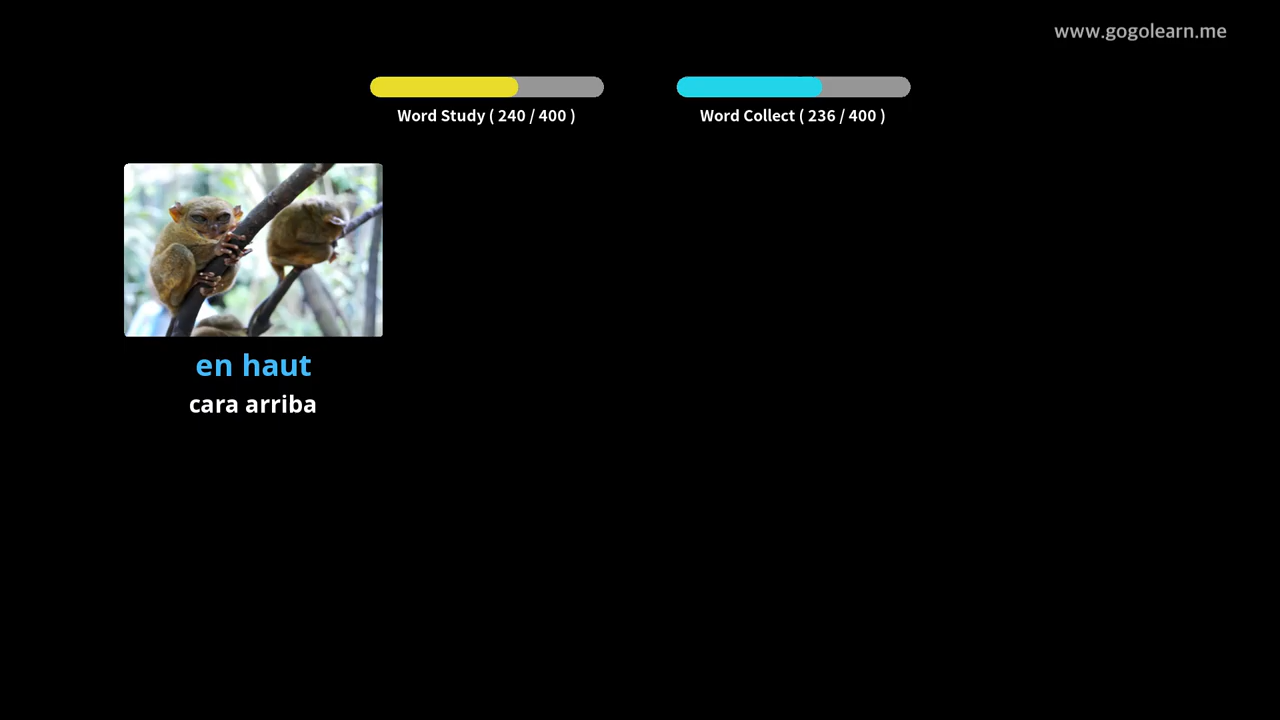 www.gogolearn.me
Word Study ( 240 / 400 )
Word Collect ( 236 / 400 )
en haut
cara arriba